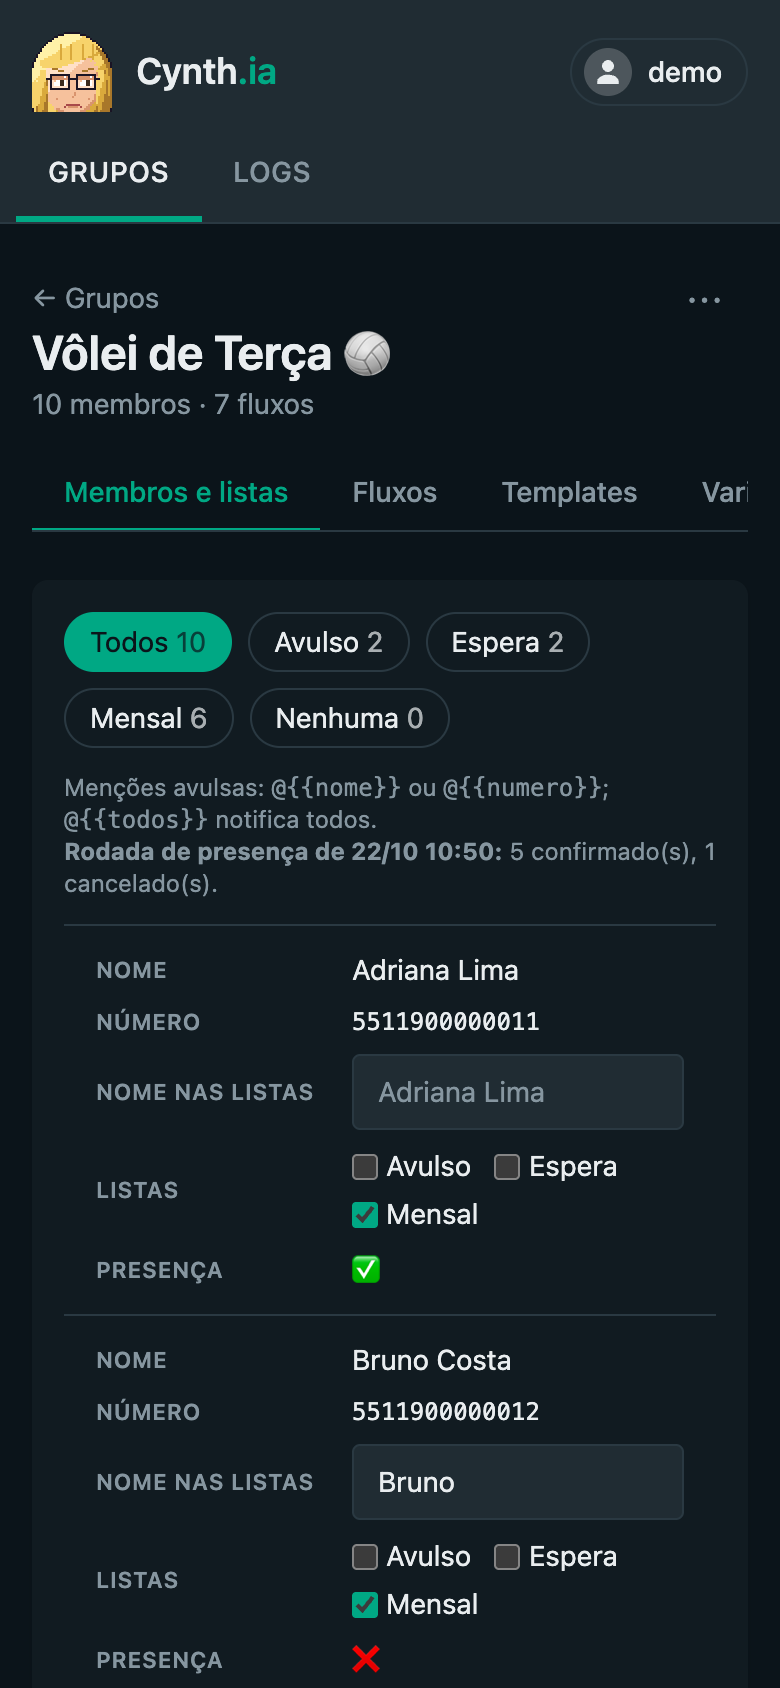 Cynth.ia
demo
GRUPOS
LOGS
← Grupos
...
Vôlei de Terça
10 membros · 7 fluxos
Membros e listas
Fluxos
Templates
Vari
Todos 10
Avulso 2
Espera 2
Mensal 6
Nenhuma 0
Menções avulsas: @{{nome}} ou @{{numero}};
@{{todos}} notifica todos.
Rodada de presença de 22/10 10:50: 5 confirmado(s), 1
cancelado(s).
NOME
Adriana Lima
NÚMERO
5511900000011
NOME NAS LISTAS
Adriana Lima
LISTAS
Avulso
Espera
Mensal
PRESENÇA
NOME
Bruno Costa
NÚMERO
5511900000012
NOME NAS LISTAS
Bruno
LISTAS
Avulso
Espera
Mensal
PRESENÇA